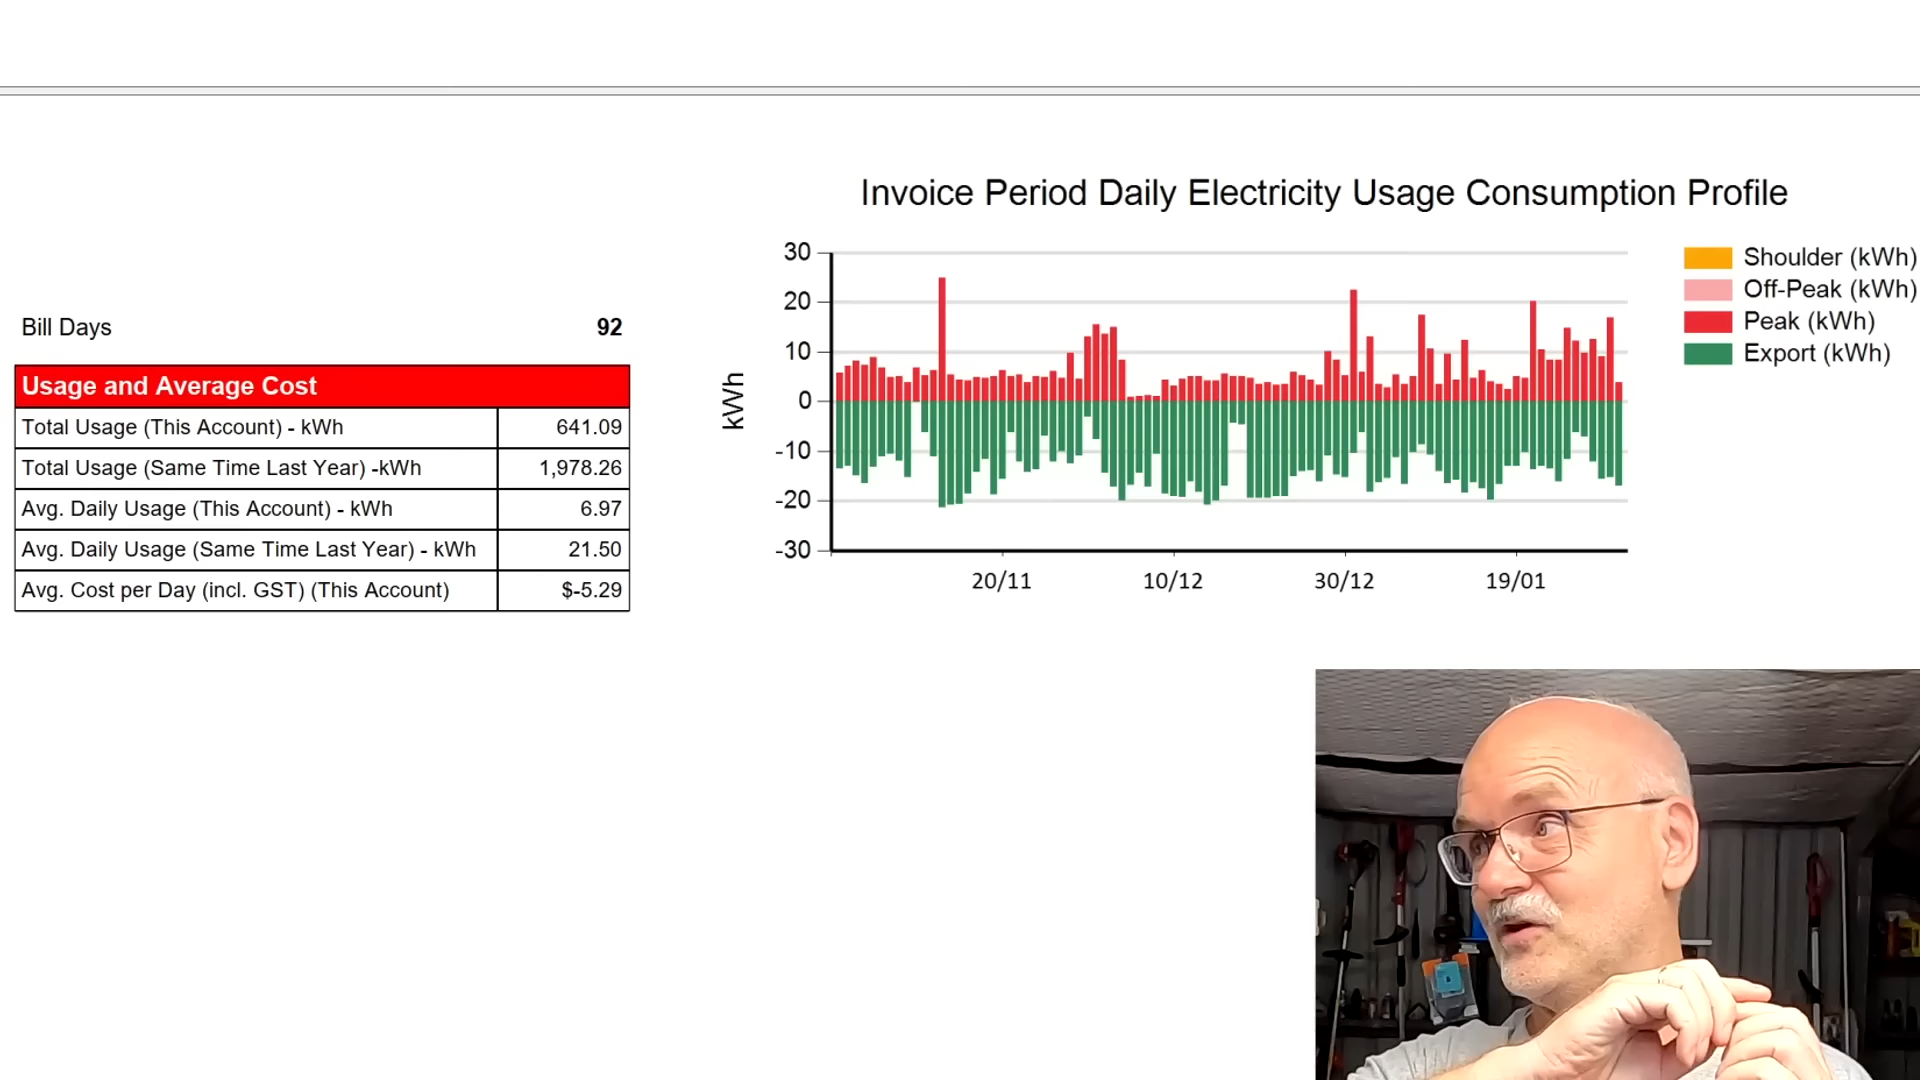 Invoice Period Daily Electricity Usage Consumption Profile
Bill Days 92
Usage and Average Cost
Total Usage (This Account) - kWh 641.09
Total Usage (Same Time Last Year) -kWh 1,978.26
Avg. Daily Usage (This Account) - kWh 6.97
Avg. Daily Usage (Same Time Last Year) - kWh 21.50
Avg. Cost per Day (incl. GST) (This Account) $-5.29
kWh
30
20
10
0
-10
-20
-30
20/11 10/12 30/12 19/01
Shoulder (kWh)
Off-Peak (kWh)
Peak (kWh)
Export (kWh)